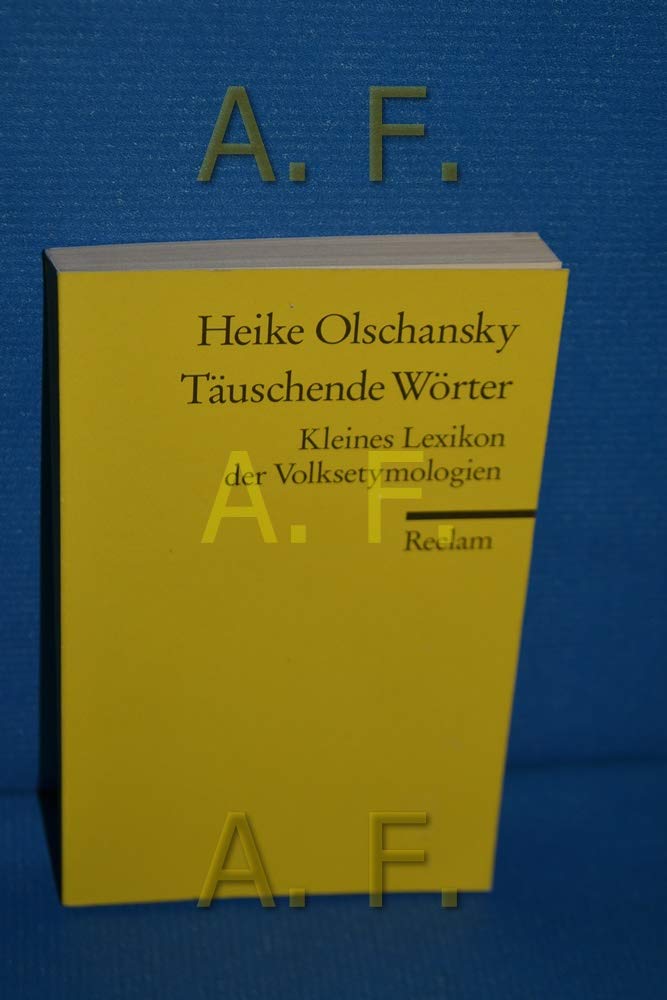 A. F.
Heike Olschansky
Täuschende Wörter
Kleines Lexikon
der Volksetymologien
A. F.
Reclam
A. F.